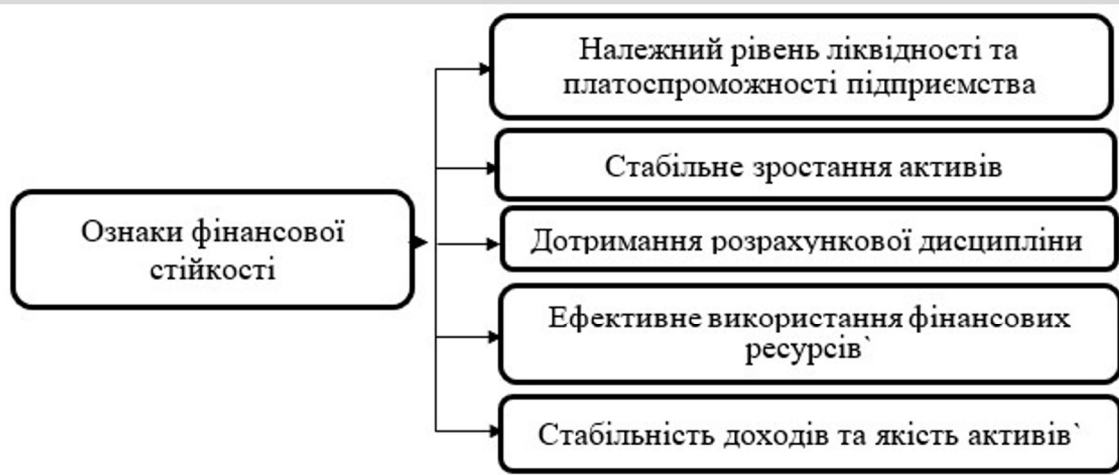 Ознаки фінансової
стійкості
Належний рівень ліквідності та
платоспроможності підприємства
Стабільне зростання активів
Дотримання розрахункової дисципліни
Ефективне використання фінансових
ресурсів`
Стабільність доходів та якість активів`